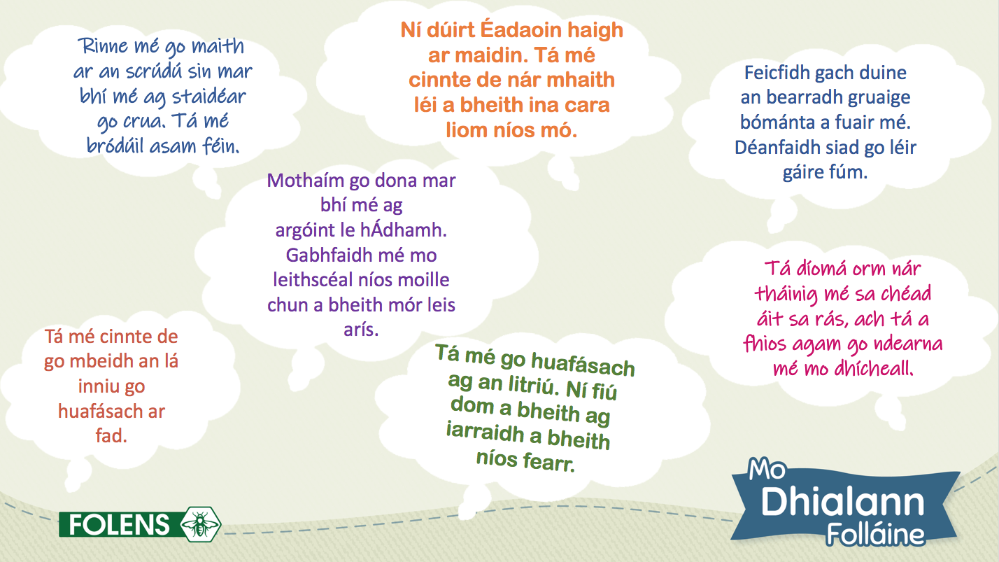 Rinne mé go maith
ar an scrúdú sin mar
bhí mé ag staidéar
go crua. Tá mé
bródúil asam féin.
Ní dúirt Éadaoin haigh
ar maidin. Tá mé
cinnte de nár mhaith
léi a bheith ina cara
liom níos mó.
Feicfidh gach duine
an bearradh gruaige
bómánta a fuair mé.
Déanfaidh siad go léir
gáire fúm.
Mothaím go dona mar
bhí mé ag
argóint le hÁdhamh.
Gabhfaidh mé mo
leithscéal níos moille
chun a bheith mór leis
arís.
Tá díomá orm nár
tháinig mé sa chéad
áit sa rás, ach tá a
fhios agam go ndearna
mé mo dhícheall.
Tá mé cinnte de
go mbeidh an lá
inniu go
huafásach ar
fad.
Tá mé go huafásach
ag an litriú. Ní fiú
dom a bheith ag
iarraidh a bheith
níos fearr.
FOLENS
Mo
Dhialann
Folláine